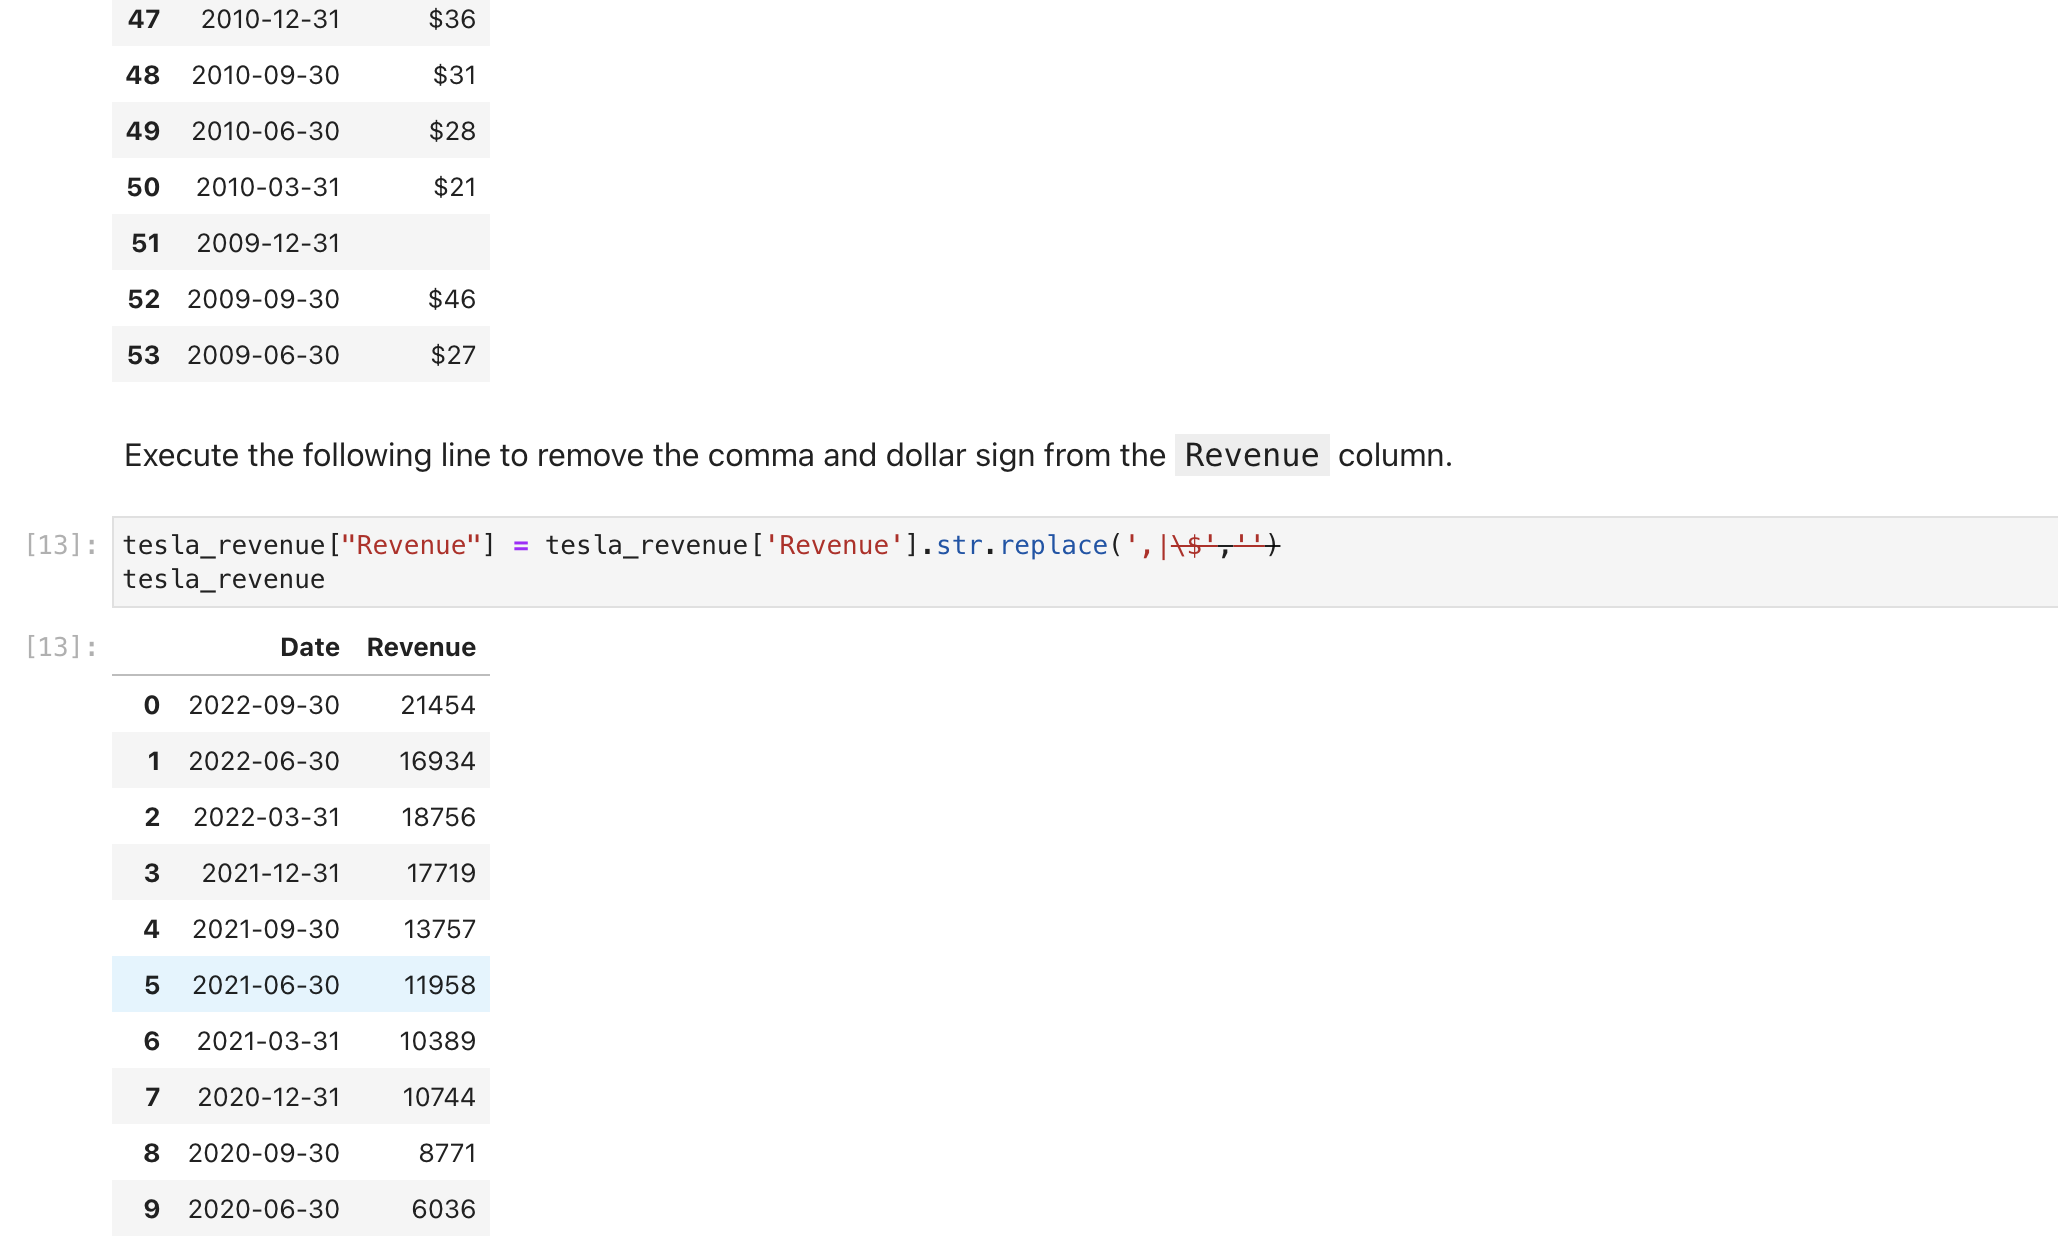 47 2010-12-31 $36
48 2010-09-30 $31
49 2010-06-30 $28
50 2010-03-31 $21
51 2009-12-31
52 2009-09-30 $46
53 2009-06-30 $27
Execute the following line to remove the comma and dollar sign from the Revenue column.
[13]: tesla_revenue["Revenue"] = tesla_revenue['Revenue'].str.replace(',|\$','')
tesla_revenue
[13]: Date Revenue
0 2022-09-30 21454
1 2022-06-30 16934
2 2022-03-31 18756
3 2021-12-31 17719
4 2021-09-30 13757
5 2021-06-30 11958
6 2021-03-31 10389
7 2020-12-31 10744
8 2020-09-30 8771
9 2020-06-30 6036